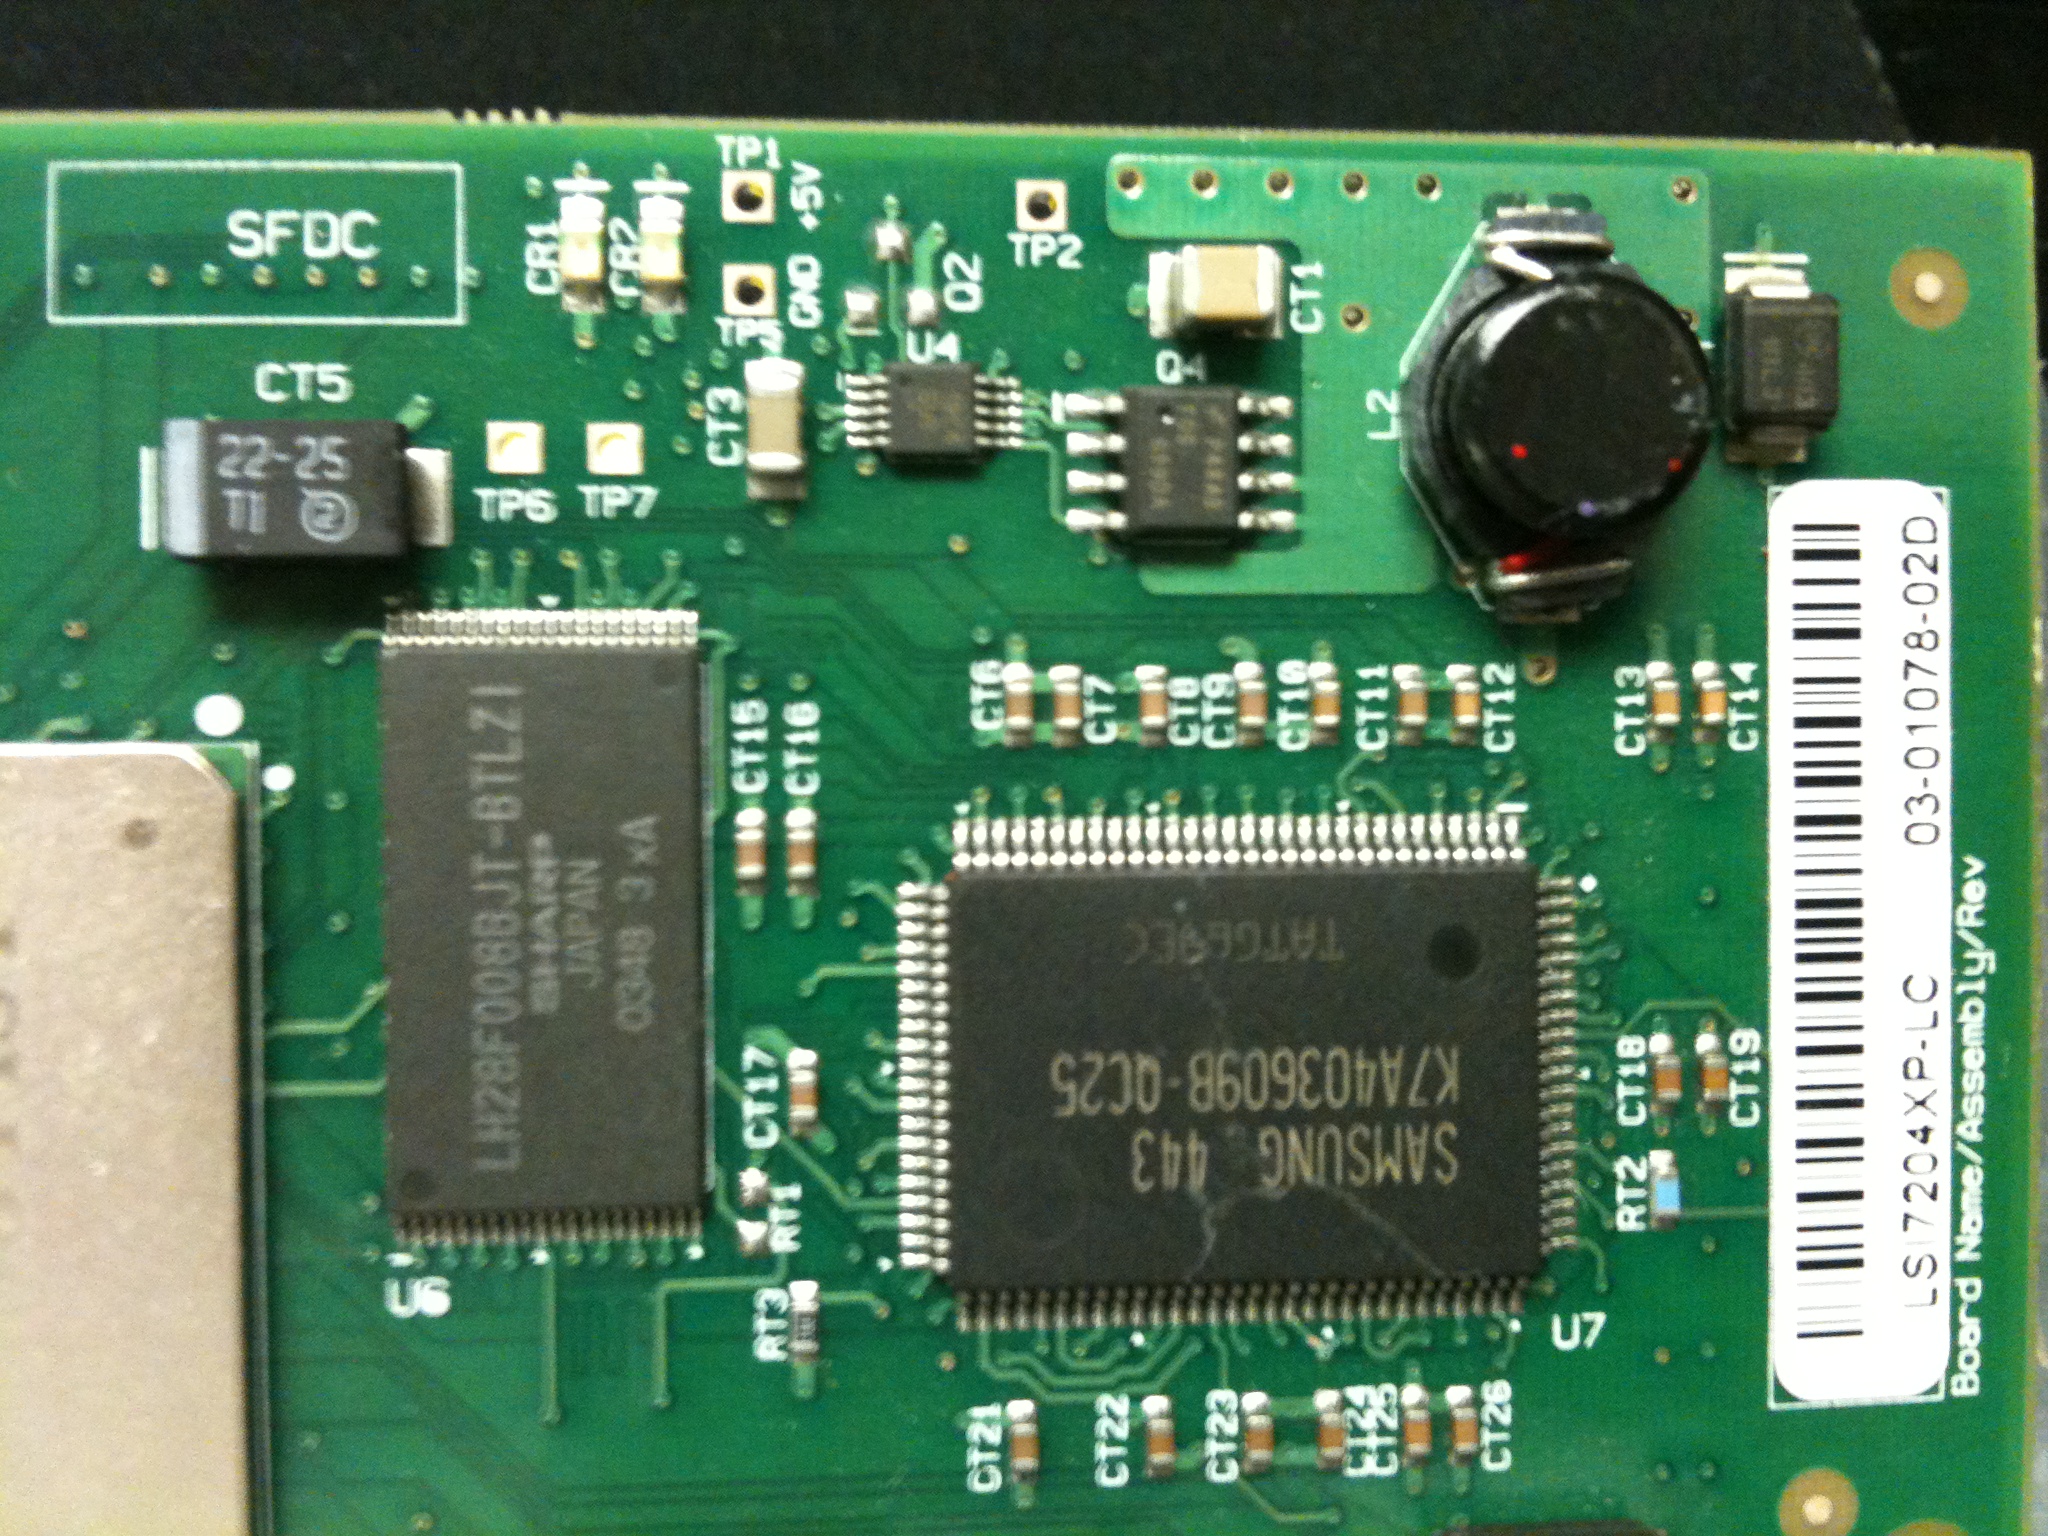 TP1
+5V
SFDC
CR1
CR2
TP2
Q2
GND
TP5
CT1
U4
Q4
CT5
L2
CT3
22-25
T1
TP6
TP7
CT6
CT7
CT8
CT9
CT10
CT11
CT12
CT13
CT14
CT15
CT16
LH28F008BJT-BTLZ1
SHARP
JAPAN
0348 3 xA
U6
TATG69EC
K7A403609B-QC25
SAMSUNG 443
U7
CT17
CT18
CT19
RT1
RT2
RT3
LSI7204XP-LC 03-01078-02D
Board Name/Assembly/Rev
CT21
CT22
CT23
CT24
CT25
CT26